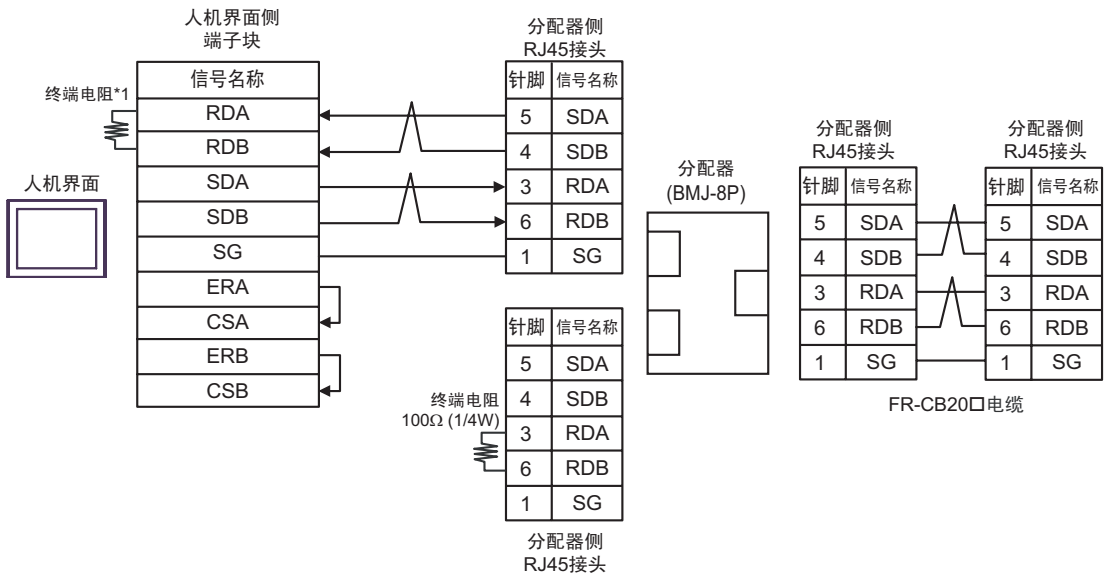 人机界面侧
端子块
信号名称
终端电阻*1
RDA
RDB
SDA
SDB
SG
ERA
CSA
ERB
CSB
人机界面
分配器侧
RJ45接头
针脚 信号名称
5 SDA
4 SDB
3 RDA
6 RDB
1 SG
针脚 信号名称
5 SDA
4 SDB
3 RDA
6 RDB
1 SG
终端电阻
100Ω (1/4W)
分配器侧
RJ45接头
分配器
(BMJ-8P)
分配器侧
RJ45接头
针脚 信号名称
5 SDA
4 SDB
3 RDA
6 RDB
1 SG
分配器侧
RJ45接头
针脚 信号名称
5 SDA
4 SDB
3 RDA
6 RDB
1 SG
FR-CB20口电缆